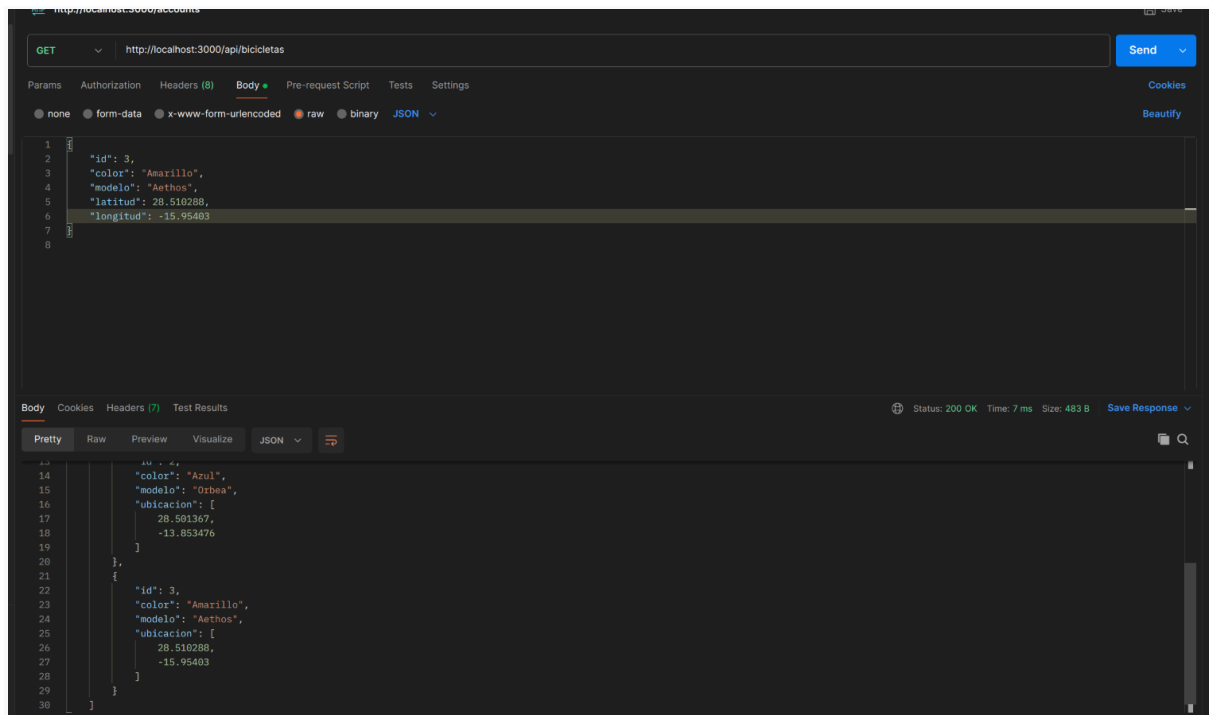 http://localhost:3000/accounts Save
GET http://localhost:3000/api/bicicletas Send
Params Authorization Headers (8) Body Pre-request Script Tests Settings Cookies
none form-data x-www-form-urlencoded raw binary JSON Beautify
1 {
2 "id": 3,
3 "color": "Amarillo",
4 "modelo": "Aethos",
5 "latitud": 28.510288,
6 "longitud": -15.95403
7 }
8
Body Cookies Headers (7) Test Results Status: 200 OK Time: 7 ms Size: 483 B Save Response
Pretty Raw Preview Visualize JSON
13 "id": 2,
14 "color": "Azul",
15 "modelo": "Orbea",
16 "ubicacion": [
17 28.501367,
18 -13.853476
19 ]
20 },
21 {
22 "id": 3,
23 "color": "Amarillo",
24 "modelo": "Aethos",
25 "ubicacion": [
26 28.510288,
27 -15.95403
28 ]
29 }
30 ]